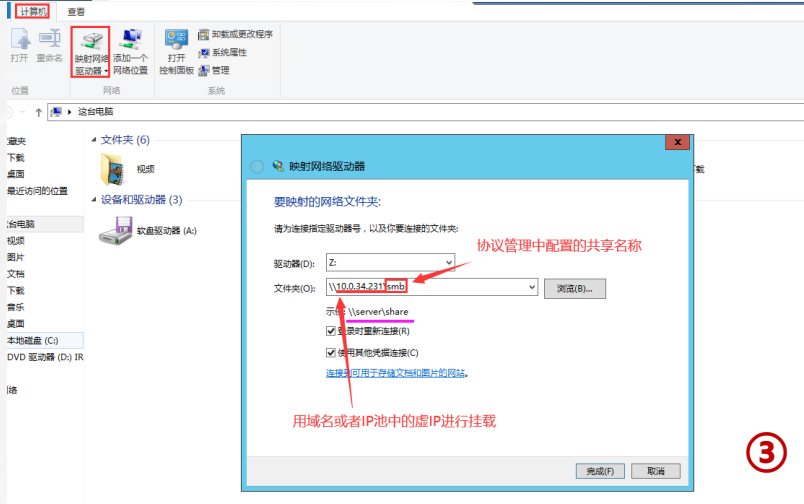 计算机 查看
打开 重命名 映射网络 驱动器 添加一个 网络位置 打开 控制面板 卸载或更改程序
系统属性
管理
位置 网络 系统
这台电脑
藏夹
下载
桌面
最近访问的位置
台电脑
视频
图片
文档
下载
音乐
桌面
本地磁盘 (C:)
DVD 驱动器 (D:) IR
络
文件夹 (6)
视频
设备和驱动器 (3)
软盘驱动器 (A:)
载
x
映射网络驱动器
要映射的网络文件夹:
请为连接指定驱动器号，以及你要连接的文件夹:
协议管理中配置的共享名称
驱动器(D): Z:
文件夹(O): \\10.0.34.231\smb 浏览(B)...
示例: \\server\share
登录时重新连接(R)
使用其他凭据连接(C)
连接到可用于存储文档和图片的网站。
用域名或者IP池中的虚IP进行挂载
完成(F) 取消
③